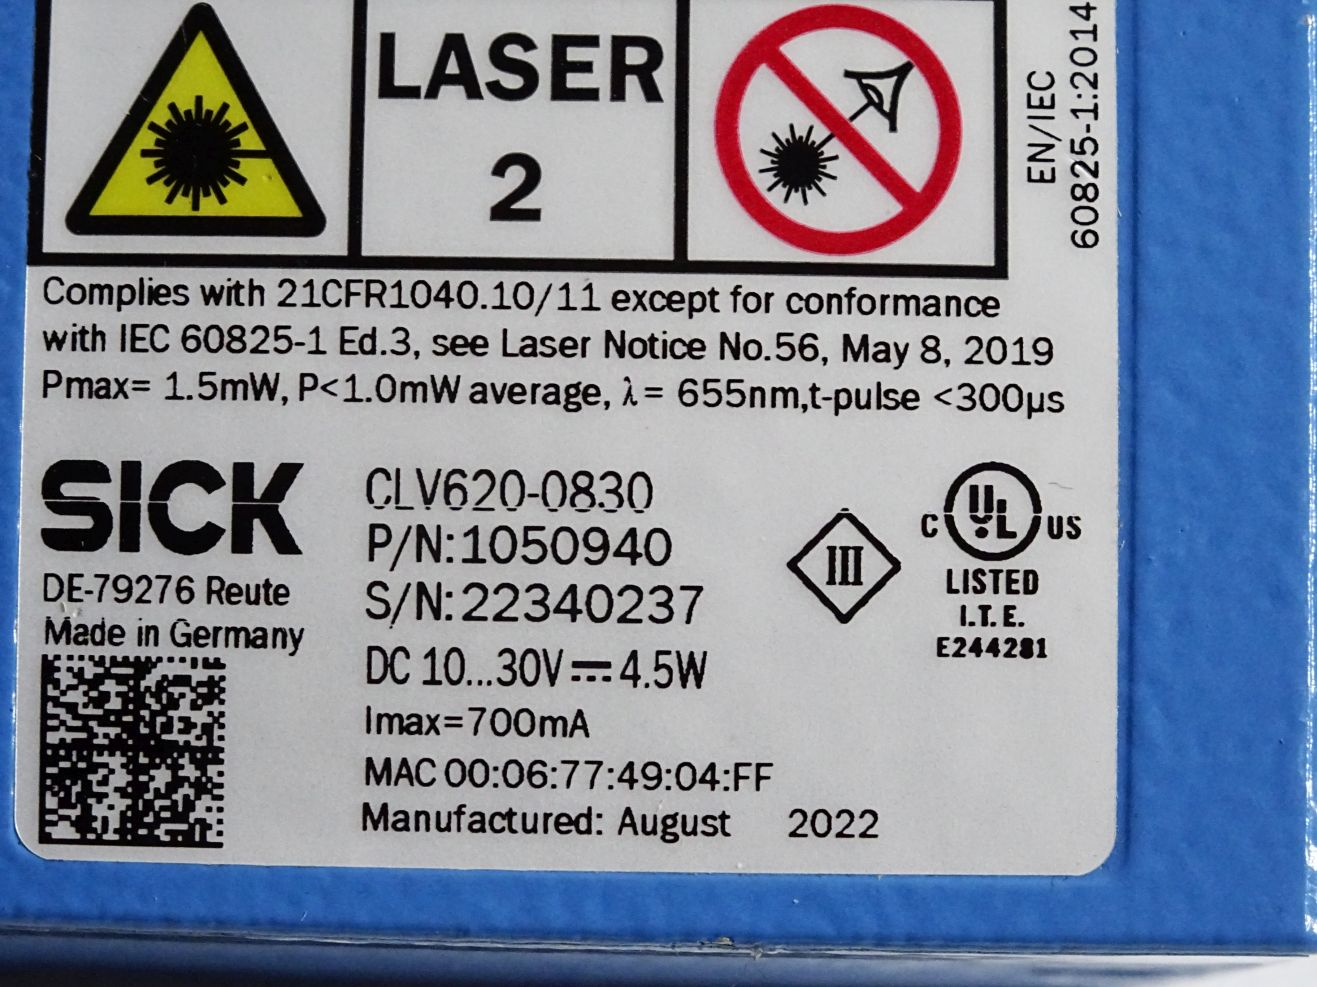 LASER
2
EN/IEC
60825-1:2014
Complies with 21CFR1040.10/11 except for conformance
with IEC 60825-1 Ed.3, see Laser Notice No.56, May 8, 2019
Pmax= 1.5mW, P<1.0mW average, λ= 655nm,t-pulse <300µs
SICK
DE-79276 Reute
Made in Germany
CLV620-0830
P/N:1050940
S/N:22340237
DC 10...30V⎓4.5W
Imax=700mA
MAC 00:06:77:49:04:FF
Manufactured: August 2022
III
C UL US
LISTED
I.T.E.
E244281